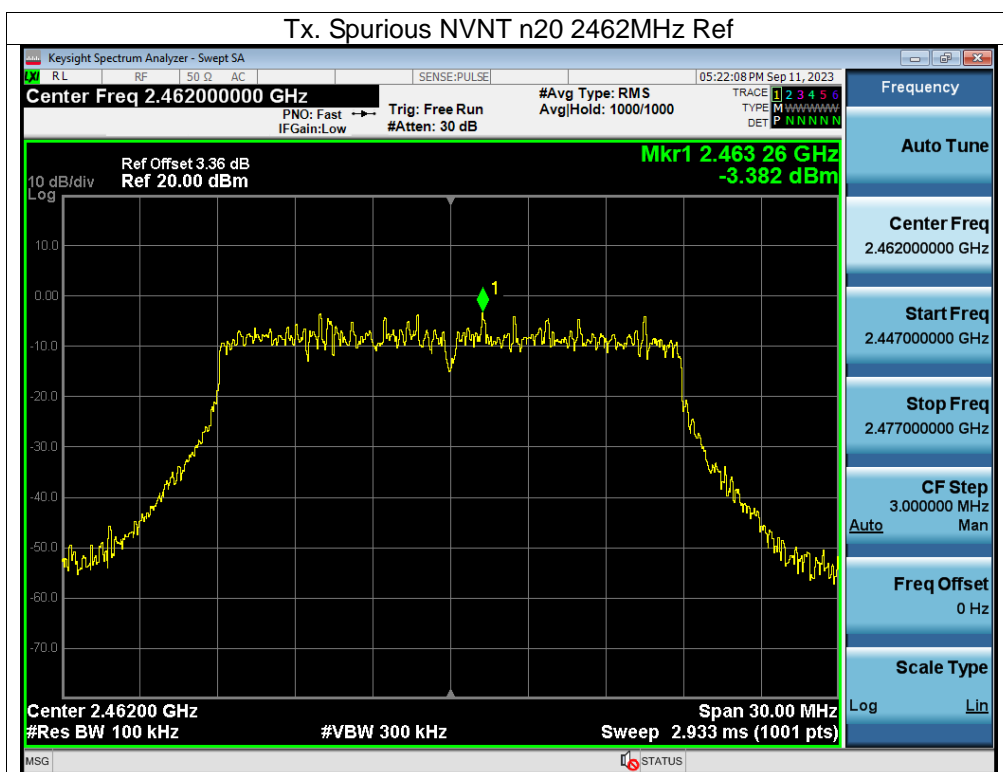 Tx. Spurious NVNT n20 2462MHz Ref
Keysight Spectrum Analyzer - Swept SA
LXI RL RF 50 Ω AC SENSE:PULSE 05:22:08 PM Sep 11, 2023
Center Freq 2.462000000 GHz
PNO: Fast
IFGain:Low
Trig: Free Run
#Atten: 30 dB
#Avg Type: RMS
Avg|Hold: 1000/1000
TRACE 1 2 3 4 5 6
TYPE M WWWWW
DET P NNNNN
Ref Offset 3.36 dB
10 dB/div Ref 20.00 dBm
Log
Mkr1 2.463 26 GHz
-3.382 dBm
10.0
0.00
-10.0
-20.0
-30.0
-40.0
-50.0
-60.0
-70.0
1
Center 2.46200 GHz Span 30.00 MHz
#Res BW 100 kHz #VBW 300 kHz Sweep 2.933 ms (1001 pts)
MSG STATUS
Frequency
Auto Tune
Center Freq
2.462000000 GHz
Start Freq
2.447000000 GHz
Stop Freq
2.477000000 GHz
CF Step
3.000000 MHz
Auto Man
Freq Offset
0 Hz
Scale Type
Log Lin